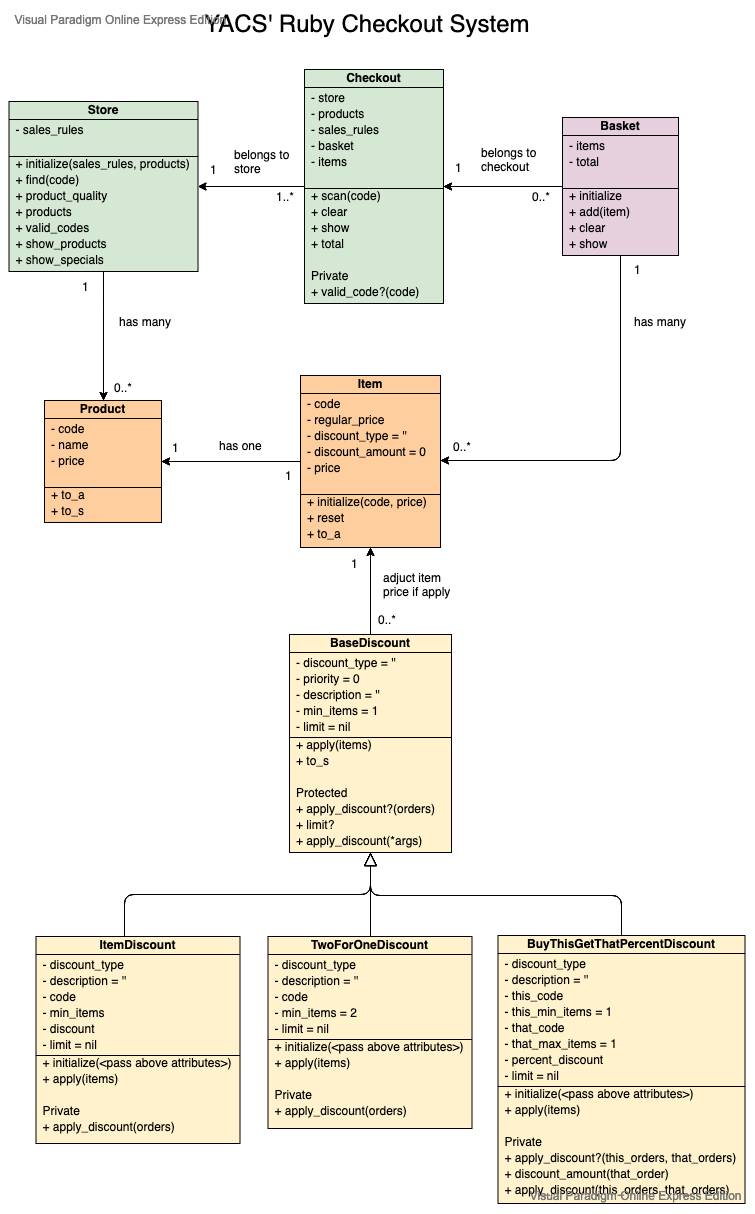 Visual Paradigm Online Express Edition
YACS' Ruby Checkout System
Store
- sales_rules
+ initialize(sales_rules, products)
+ find(code)
+ product_quality
+ products
+ valid_codes
+ show_products
+ show_specials
belongs to
store
1
1..*
Checkout
- store
- products
- sales_rules
- basket
- items
+ scan(code)
+ clear
+ show
+ total
Private
+ valid_code?(code)
belongs to
checkout
1
0..*
Basket
- items
- total
+ initialize
+ add(item)
+ clear
+ show
1
has many
0..*
1
has many
0..*
Product
- code
- name
- price
+ to_a
+ to_s
1
has one
1
Item
- code
- regular_price
- discount_type = ''
- discount_amount = 0
- price
+ initialize(code, price)
+ reset
+ to_a
1
adjuct item
price if apply
0..*
BaseDiscount
- discount_type = ''
- priority = 0
- description = ''
- min_items = 1
- limit = nil
+ apply(items)
+ to_s
Protected
+ apply_discount?(orders)
+ limit?
+ apply_discount(*args)
ItemDiscount
- discount_type
- description = ''
- code
- min_items
- discount
- limit = nil
+ initialize(<pass above attributes>)
+ apply(items)
Private
+ apply_discount(orders)
TwoForOneDiscount
- discount_type
- description = ''
- code
- min_items = 2
- limit = nil
+ initialize(<pass above attributes>)
+ apply(items)
Private
+ apply_discount(orders)
BuyThisGetThatPercentDiscount
- discount_type
- description = ''
- this_code
- this_min_items = 1
- that_code
- that_max_items = 1
- percent_discount
- limit = nil
+ initialize(<pass above attributes>)
+ apply(items)
Private
+ apply_discount?(this_orders, that_orders)
+ discount_amount(that_order)
+ apply_discount(this_orders, that_orders)
Visual Paradigm Online Express Edition